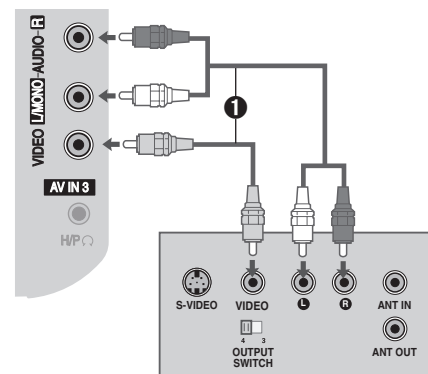 VIDEO L/MONO-AUDIO-R
AV IN 3
H/P
1
S-VIDEO
VIDEO
L
R
ANT IN
4 3
OUTPUT
SWITCH
ANT OUT